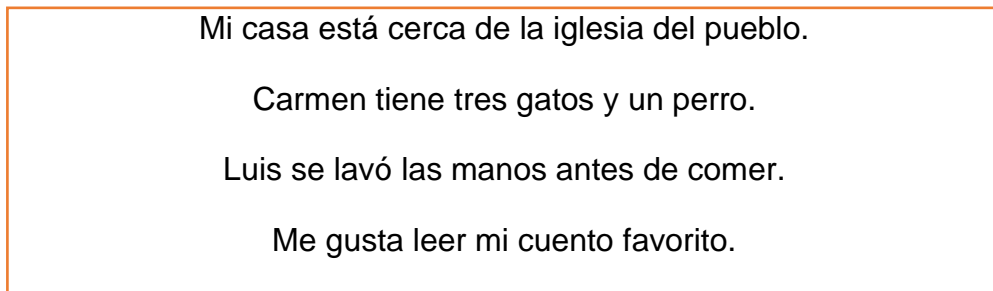 Mi casa está cerca de la iglesia del pueblo.
Carmen tiene tres gatos y un perro.
Luis se lavó las manos antes de comer.
Me gusta leer mi cuento favorito.